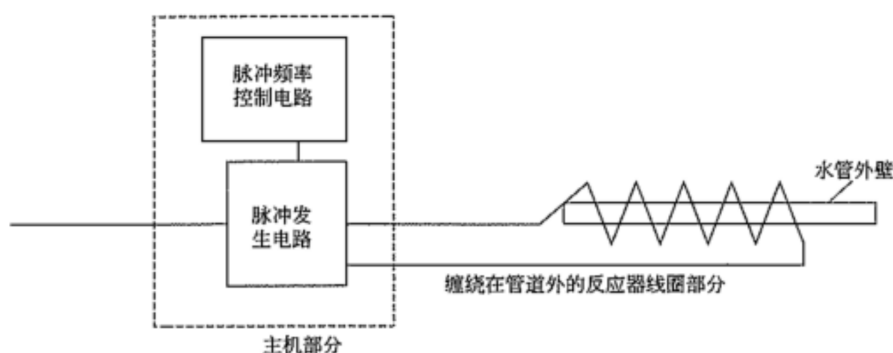 脉冲频率
控制电路
水管外壁
脉冲发
生电路
缠绕在管道外的反应器线圈部分
主机部分